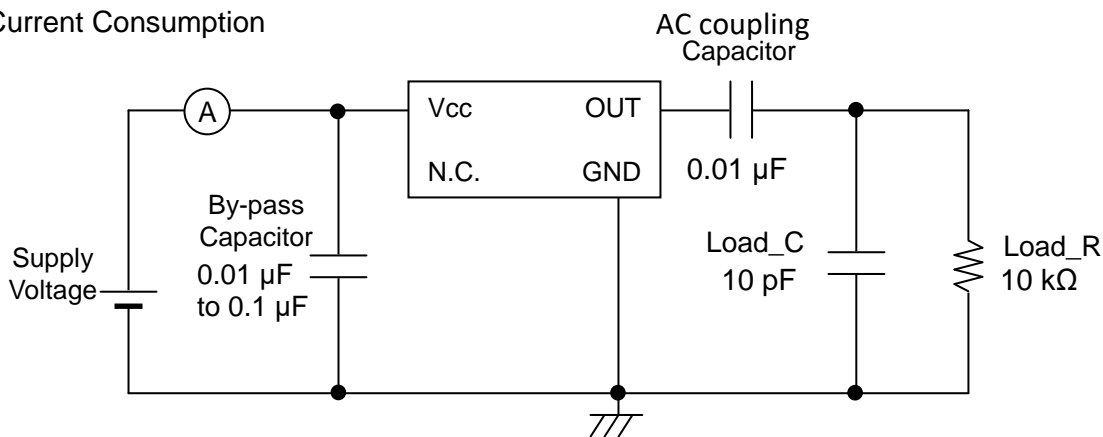 Current Consumption
AC coupling
Capacitor
A
Vcc
OUT
N.C.
GND
0.01 µF
By-pass
Capacitor
0.01 µF
to 0.1 µF
Supply
Voltage
Load_C
10 pF
Load_R
10 kΩ